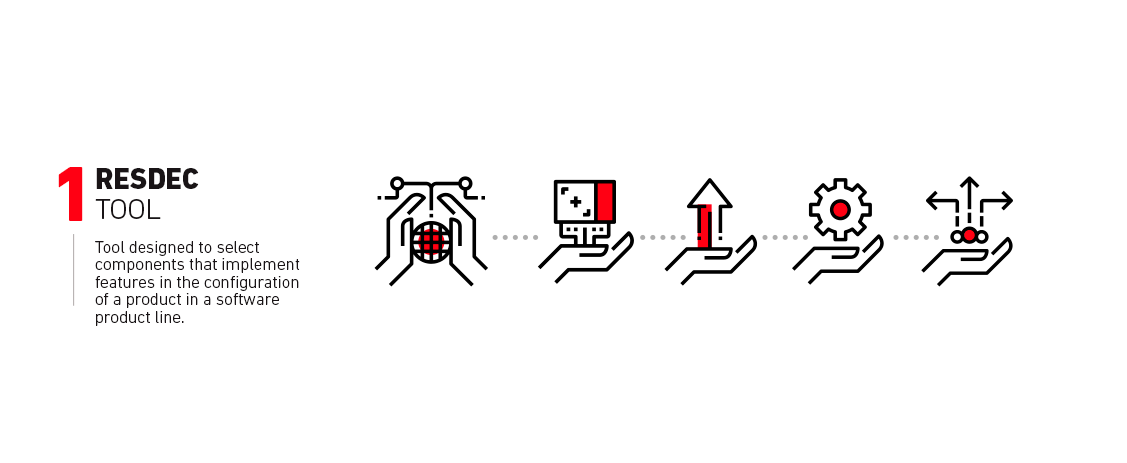 1
RESDEC
TOOL
Tool designed to select
components that implement
features in the configuration
of a product in a software
product line.